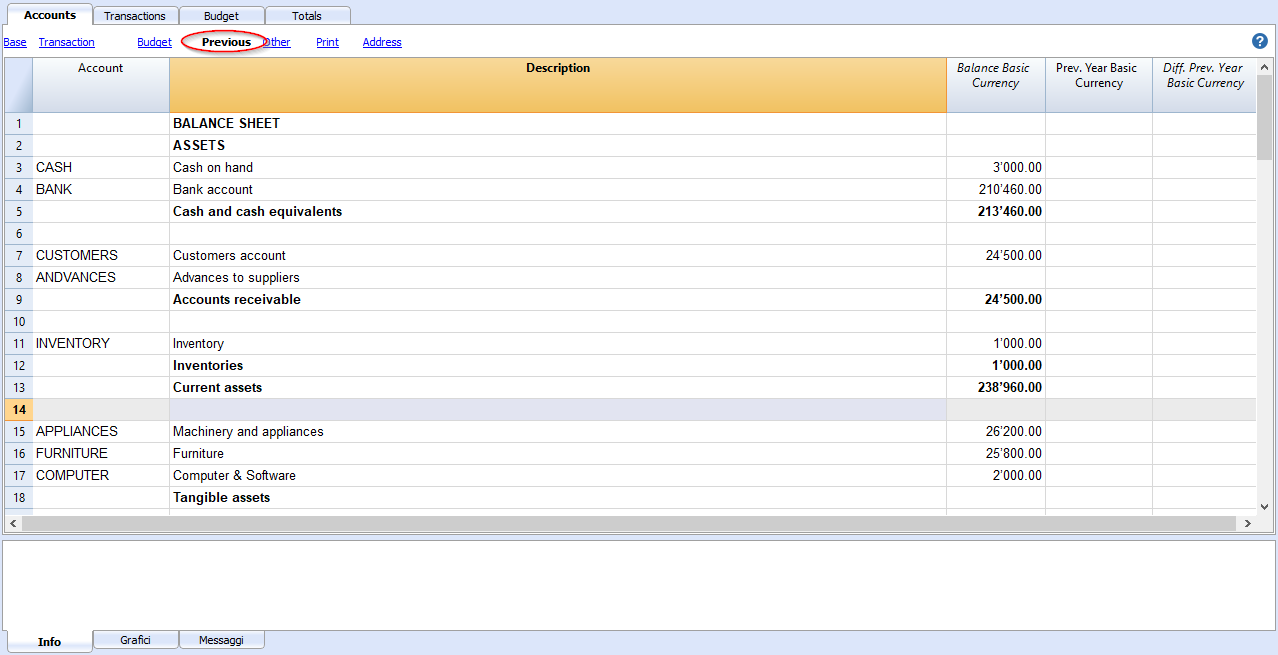 Accounts Transactions Budget Totals
Base Transaction Budget Previous Other Print Address ?
Account Description Balance Basic Currency Prev. Year Basic Currency Diff. Prev. Year Basic Currency
1 BALANCE SHEET
2 ASSETS
3 CASH Cash on hand 3'000.00
4 BANK Bank account 210'460.00
5 Cash and cash equivalents 213'460.00
6
7 CUSTOMERS Customers account 24'500.00
8 ANDVANCES Advances to suppliers
9 Accounts receivable 24'500.00
10
11 INVENTORY Inventory 1'000.00
12 Inventories 1'000.00
13 Current assets 238'960.00
14
15 APPLIANCES Machinery and appliances 26'200.00
16 FURNITURE Furniture 25'800.00
17 COMPUTER Computer & Software 2'000.00
18 Tangible assets
Info Grafici Messaggi